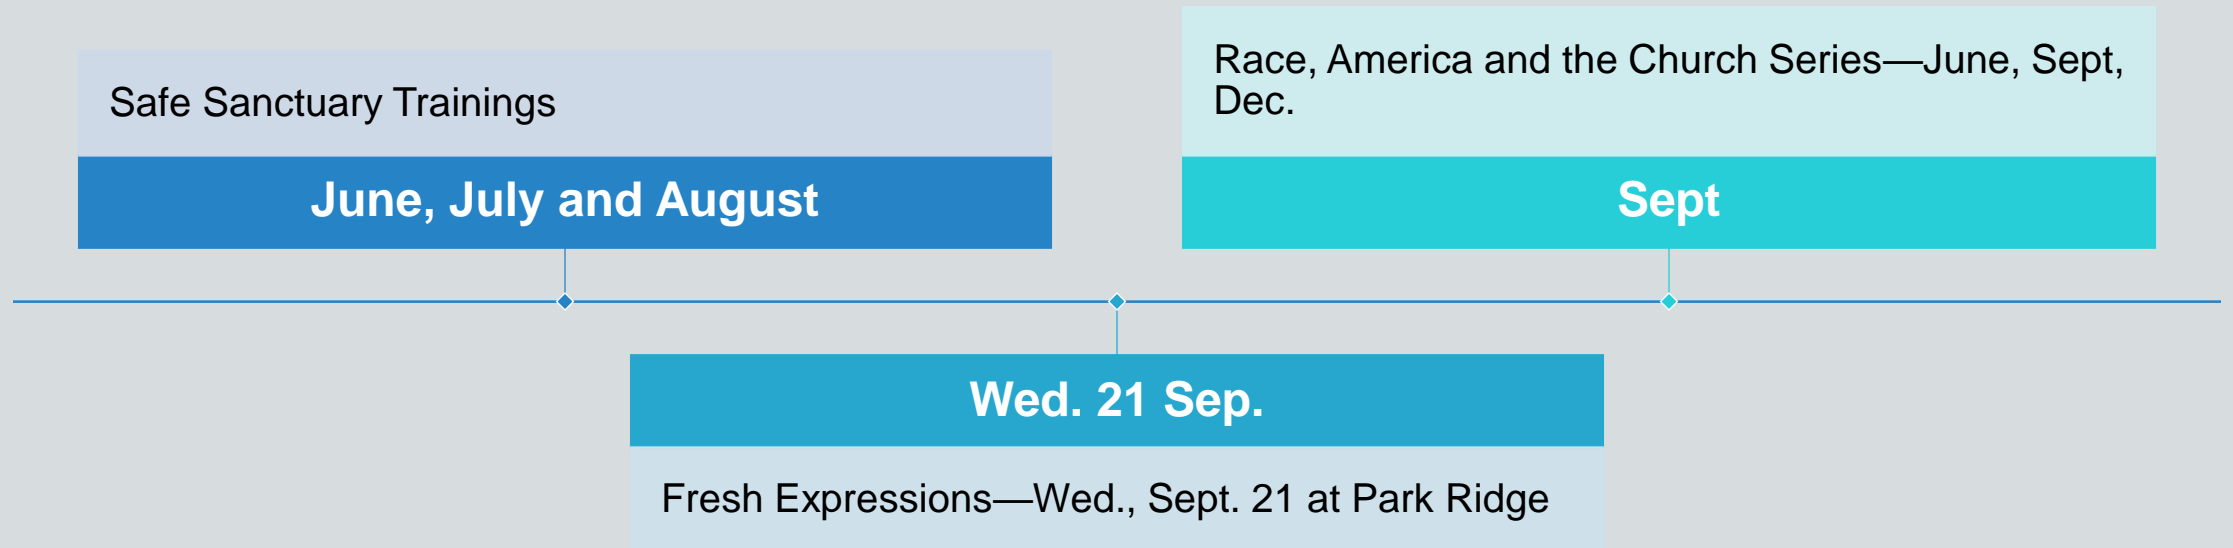 Safe Sanctuary Trainings
June, July and August
Wed. 21 Sep.
Fresh Expressions—Wed., Sept. 21 at Park Ridge
Race, America and the Church Series—June, Sept,
Dec.
Sept